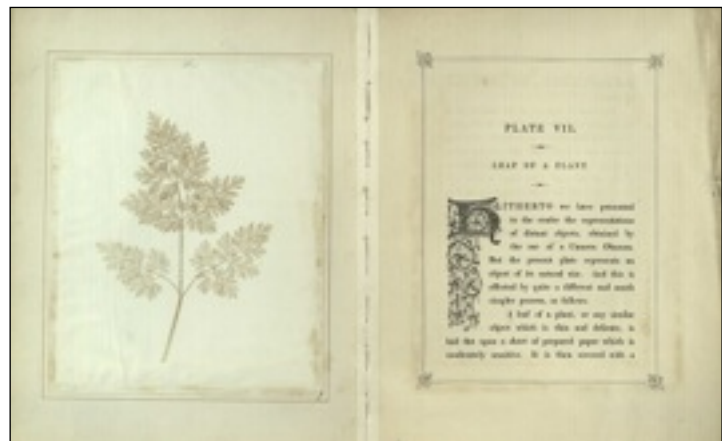 PLATE VII.
LEAF OF A PLANT
HITHERTO we have presented
to the reader the representations
of distant objects, obtained by
the use of a Camera Obscura.
But the present plate represents an
object of its natural size. And this is
effected by quite a different and much
simpler process, as follows.
A leaf of a plant, or any similar
object which is thin and delicate, is
laid flat upon a sheet of prepared paper which is
moderately sensitive. It is then covered with a